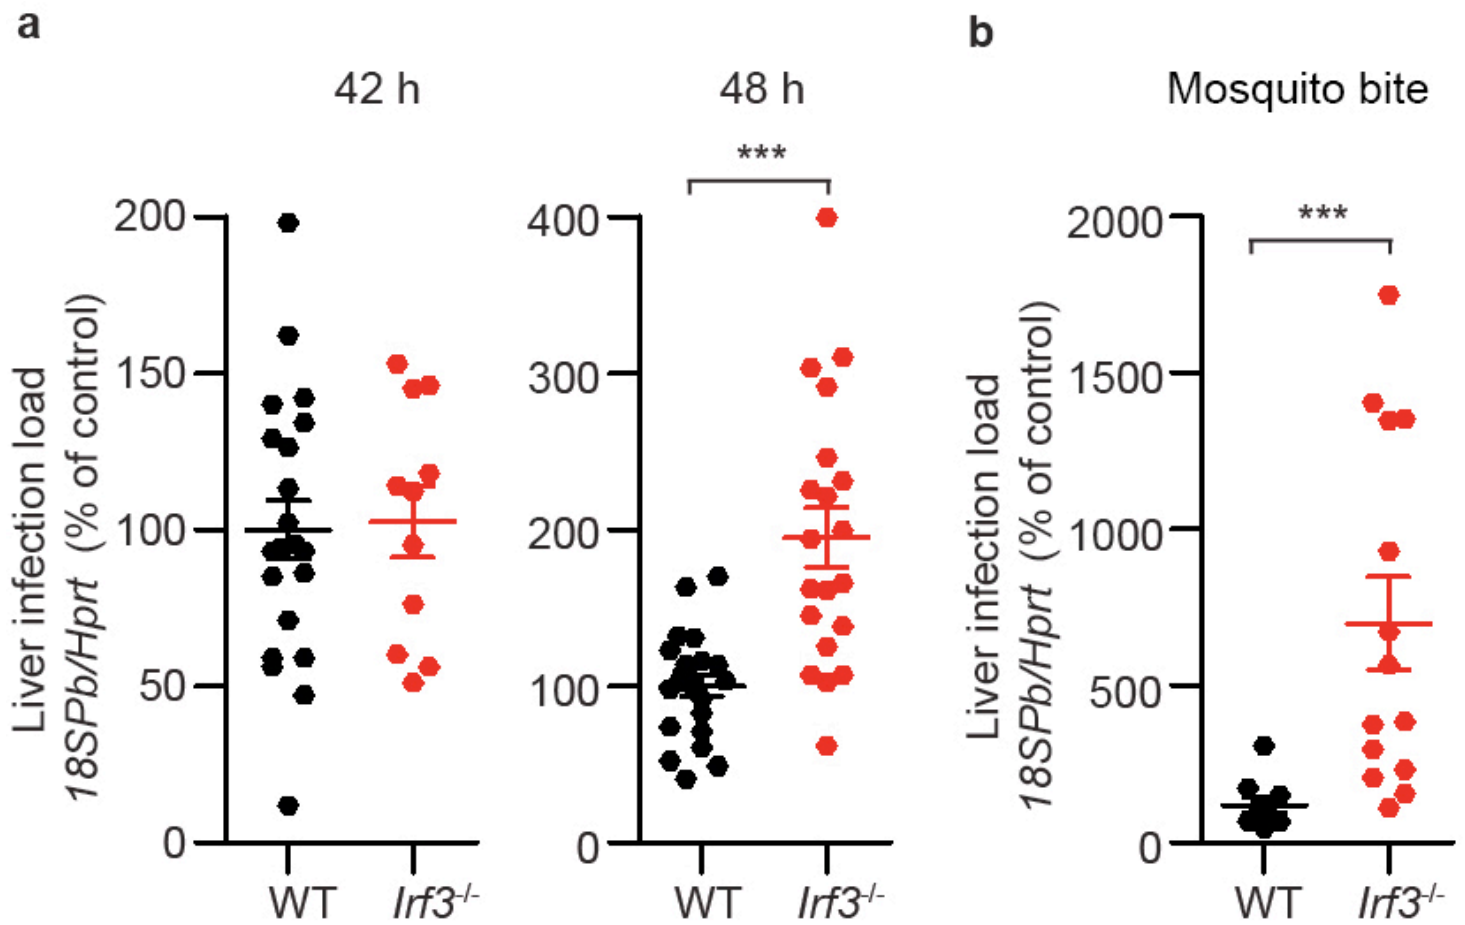 a
b
42 h
48 h
Mosquito bite
***
***
Liver infection load
18SPb/Hprt (% of control)
200
150
100
50
0
WT
Irf3-/-
400
300
200
100
0
WT
Irf3-/-
Liver infection load
18SPb/Hprt (% of control)
2000
1500
1000
500
0
WT
Irf3-/-